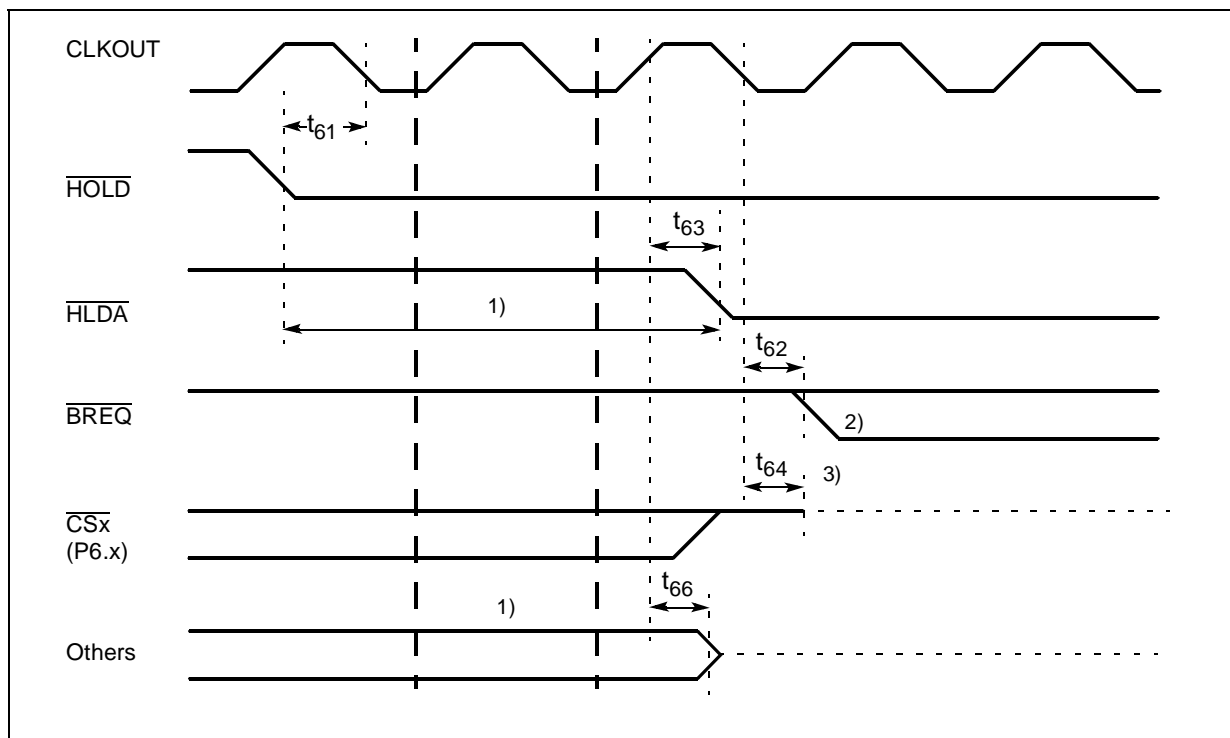 CLKOUT
t61
HOLD
t63
HLDA
1)
t62
BREQ
2)
t64
3)
CSx
(P6.x)
t66
1)
Others